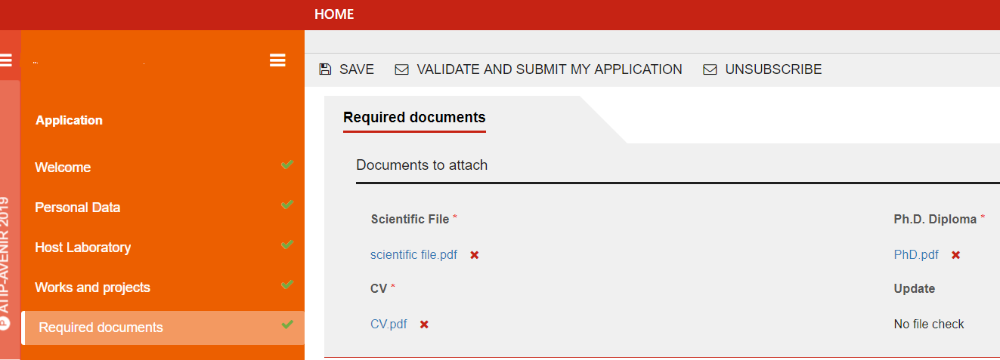 HOME
SAVE
VALIDATE AND SUBMIT MY APPLICATION
UNSUBSCRIBE
ATIP-AVENIR 2019
Application
Welcome
Personal Data
Host Laboratory
Works and projects
Required documents
Required documents
Documents to attach
Scientific File *
scientific file.pdf
Ph.D. Diploma *
PhD.pdf
CV *
CV.pdf
Update
No file check